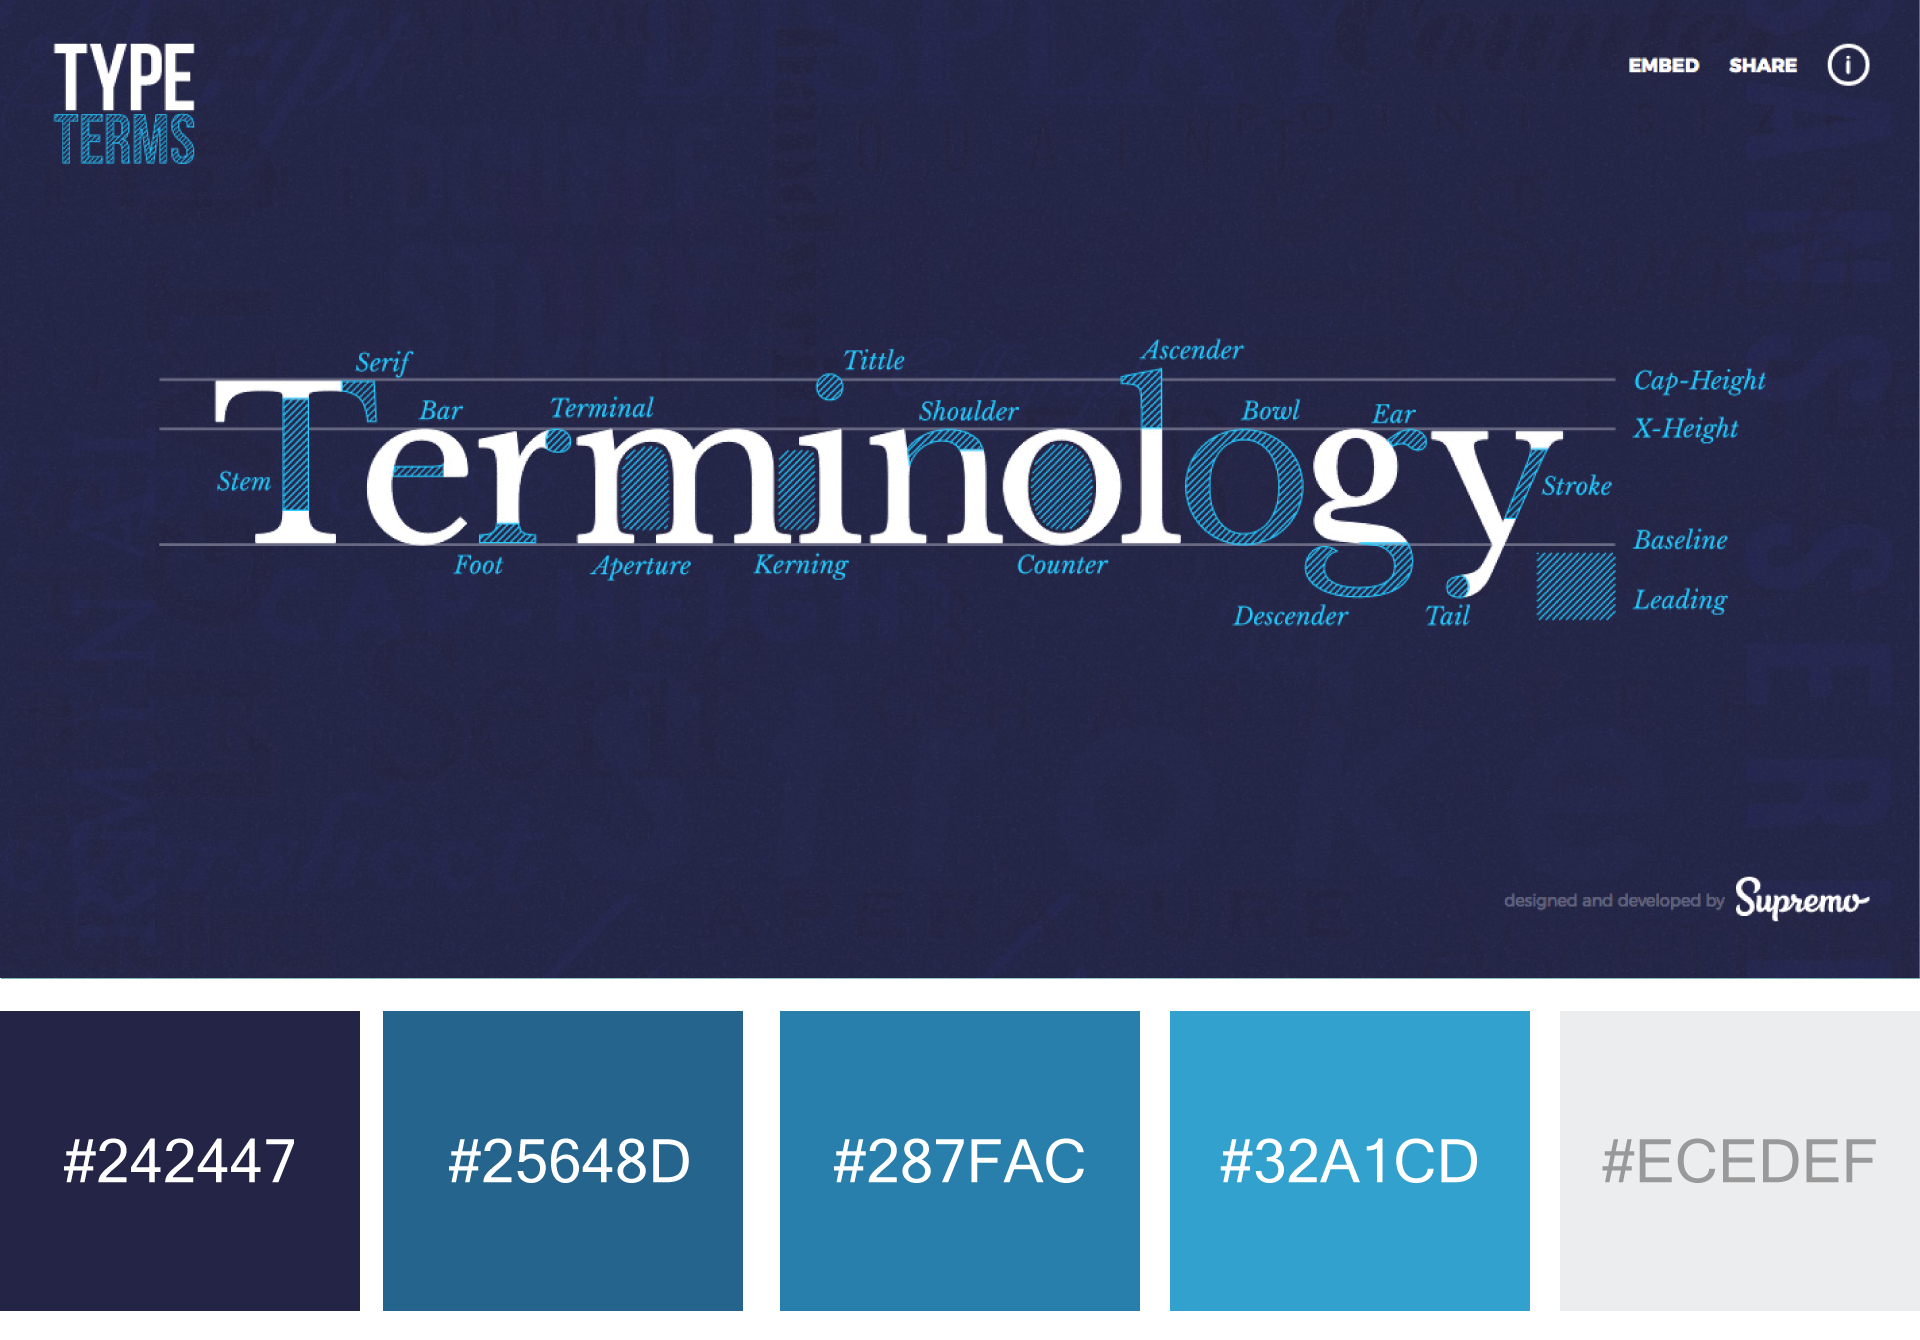 TYPE
TERMS
EMBED SHARE i
Serif
Tittle
Ascender
Cap-Height
Bar
Terminal
Shoulder
Bowl
Ear
X-Height
Terminology
Stem
Stroke
Baseline
Foot
Aperture
Kerning
Counter
Leading
Descender
Tail
designed and developed by Supremo
#242447
#25648D
#287FAC
#32A1CD
#ECEDEF